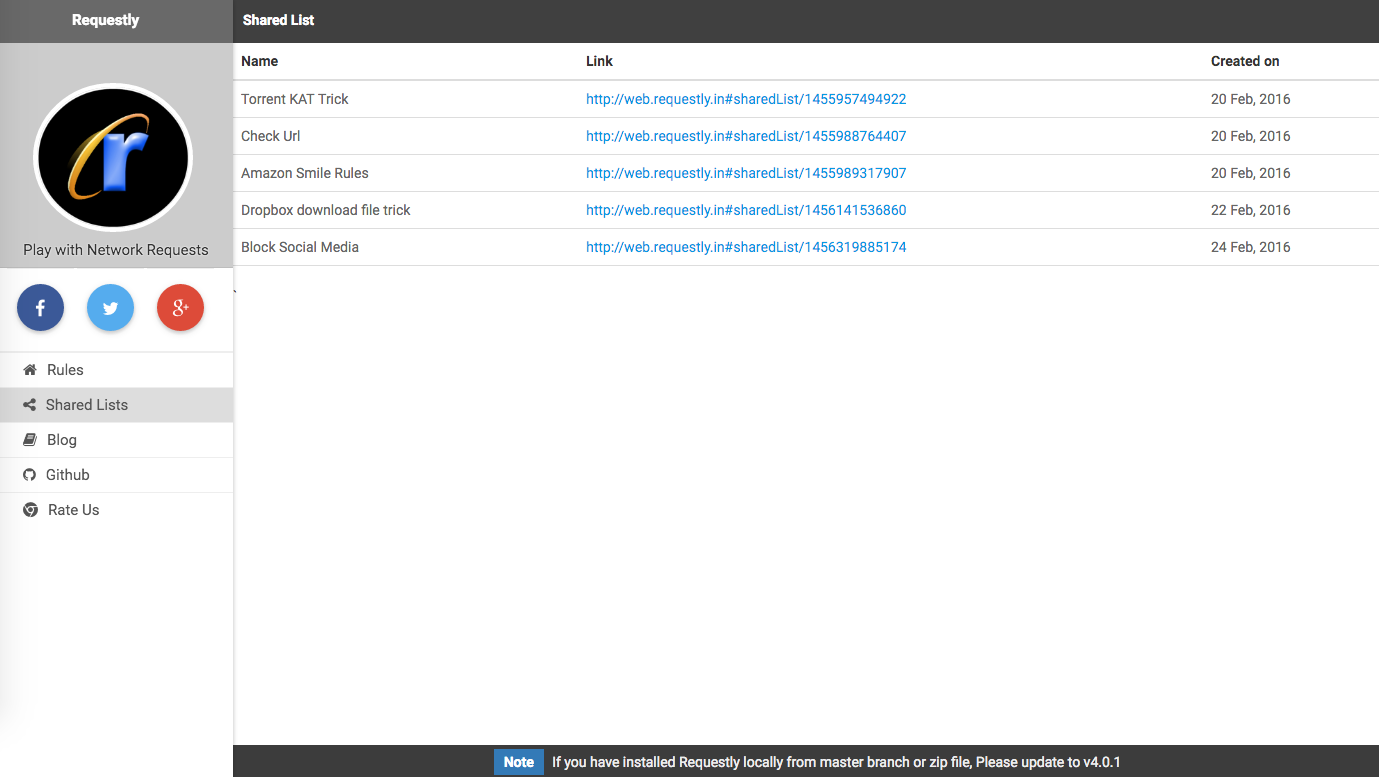 Requestly
Shared List
r
Play with Network Requests
f
g+
Rules
Shared Lists
Blog
Github
Rate Us
Name Link Created on
Torrent KAT Trick http://web.requestly.in#sharedList/1455957494922 20 Feb, 2016
Check Url http://web.requestly.in#sharedList/1455988764407 20 Feb, 2016
Amazon Smile Rules http://web.requestly.in#sharedList/1455989317907 20 Feb, 2016
Dropbox download file trick http://web.requestly.in#sharedList/1456141536860 22 Feb, 2016
Block Social Media http://web.requestly.in#sharedList/1456319885174 24 Feb, 2016
`
Note If you have installed Requestly locally from master branch or zip file, Please update to v4.0.1